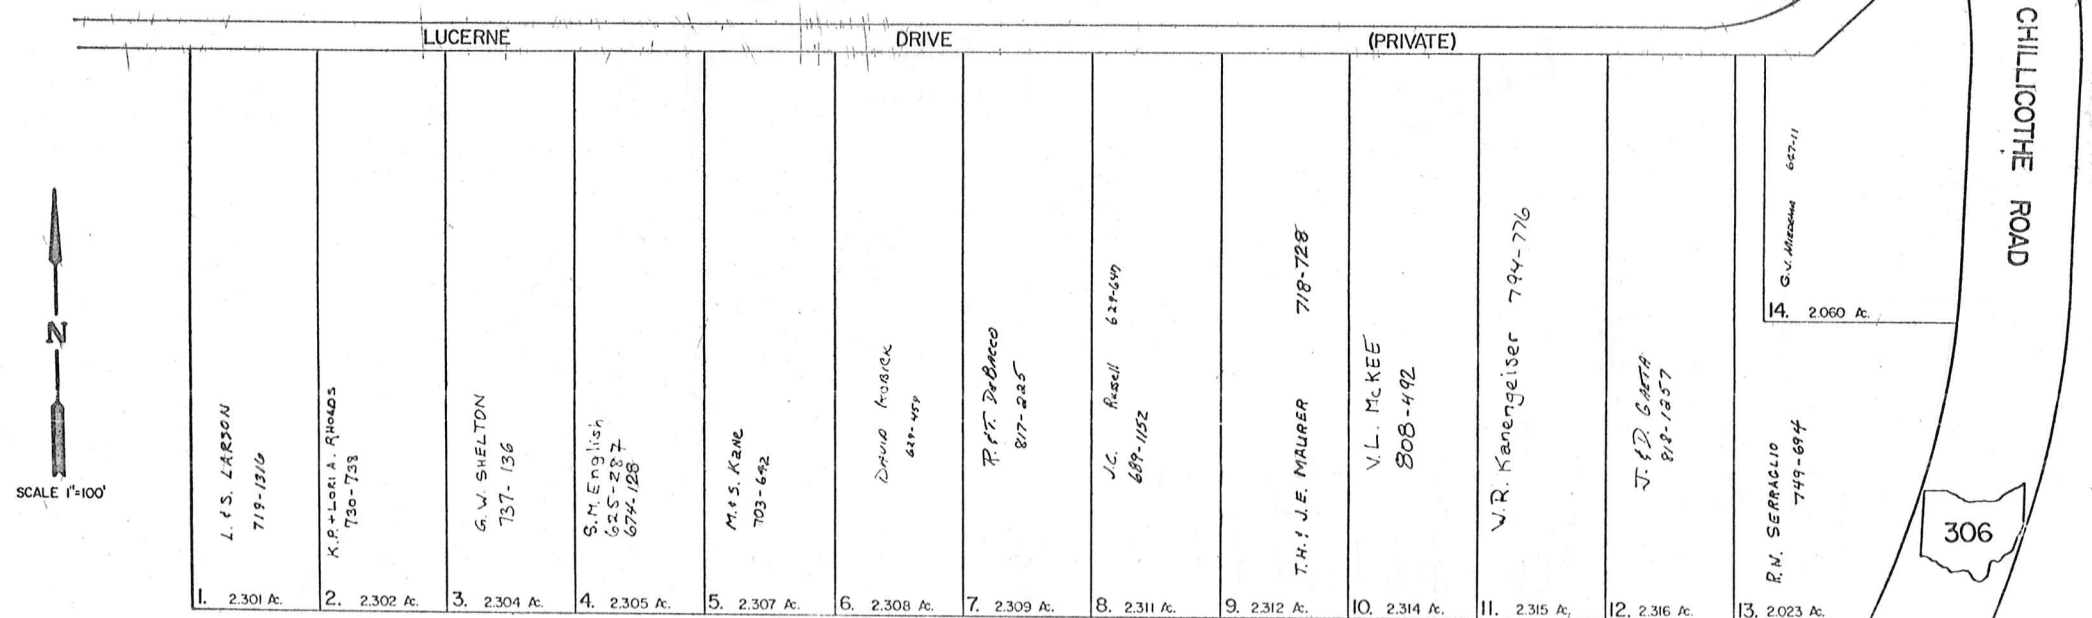 LUCERNE DRIVE (PRIVATE)
CHILLICOTHE ROAD
N
SCALE 1"=100'
L. & S. LARSON
719-1316
1. 2.301 Ac.
K.P. + LORI A. RHOADS
730-738
2. 2.302 Ac.
G.W. SHELTON
737-136
3. 2.304 Ac.
S.M. English
625-287
674-128
4. 2.305 Ac.
M. & S. Kane
703-692
5. 2.307 Ac.
DAVID
6. 2.308 Ac.
R. & T. DeBACCO
817-225
7. 2.309 Ac.
J.C. Russell 629-647
689-1152
8. 2.311 Ac.
T.H. & J.E. MAURER 718-728
9. 2.312 Ac.
V.L. McKEE
808-492
10. 2.314 Ac.
W.R. Kanengeiser 794-776
11. 2.315 Ac,
J. & D. GAETA
818-1257
12. 2.316 Ac.
R.N. SERRAGLIO
749-694
13. 2.023 Ac.
G.J. 627-11
14. 2.060 Ac.
306